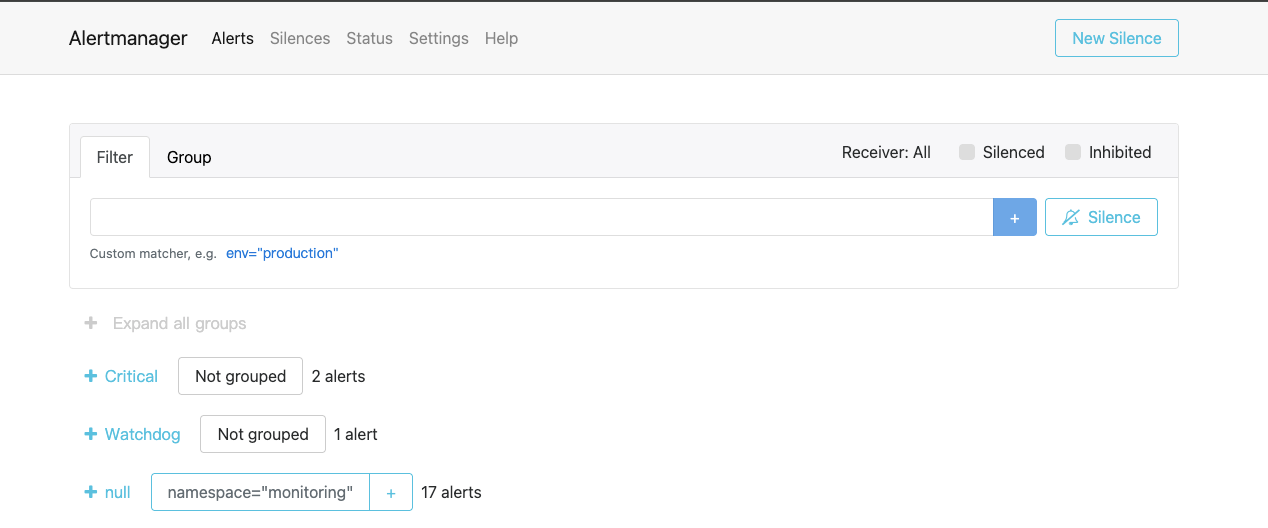 Alertmanager Alerts Silences Status Settings Help New Silence
Filter Group Receiver: All Silenced Inhibited
+ Silence
Custom matcher, e.g. env="production"
+ Expand all groups
+ Critical Not grouped 2 alerts
+ Watchdog Not grouped 1 alert
+ null namespace="monitoring" + 17 alerts